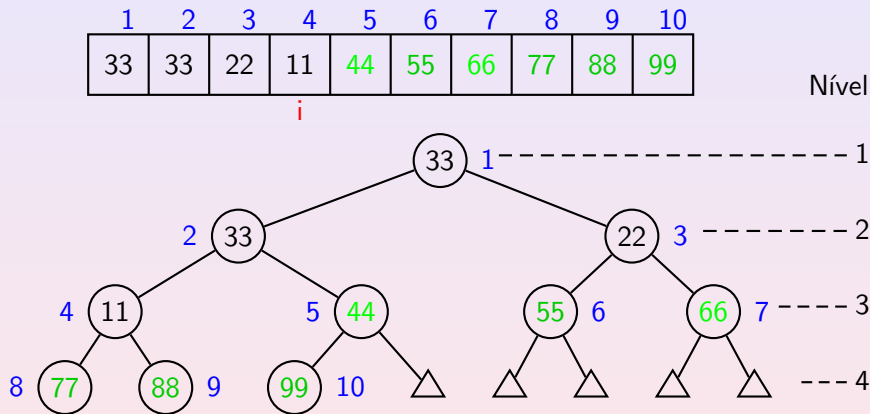 1 2 3 4 5 6 7 8 9 10
33 33 22 11 44 55 66 77 88 99
Nível
i
33 1 1
2 33 22 3 2
4 11 5 44 55 6 66 7 3
8 77 88 9 99 10 4